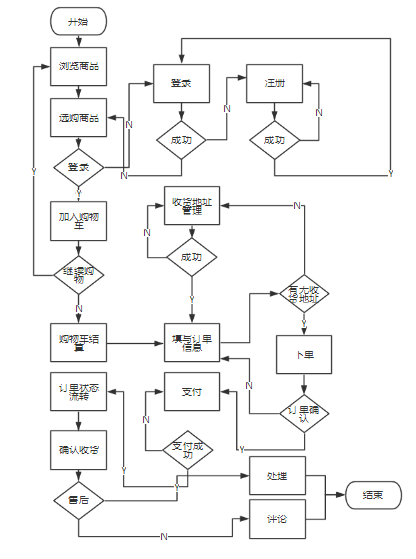 开始
浏览商品
登录
注册
选购商品
N
N
N
成功
成功
N
登录
Y
Y
Y
加入购物
车
收货地址
管理
N
N
成功
继续购
物
有无收
货地址
N
Y
Y
购物车结
算
填写订单
信息
下单
订单状态
流转
支付
N
订单确
认
N
确认收货
支付成
功
Y
Y
处理
售后
Y
结束
评论
N